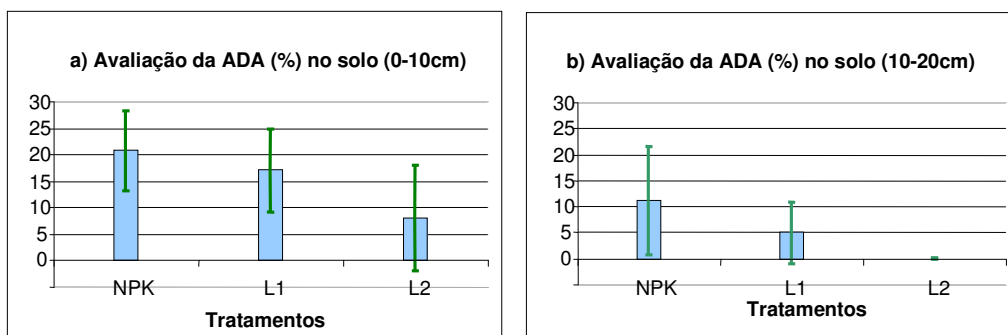 a) Avaliação da ADA (%) no solo (0-10cm)
30
25
20
15
10
5
0
NPK L1 L2
Tratamentos
b) Avaliação da ADA (%) no solo (10-20cm)
30
25
20
15
10
5
0
NPK L1 L2
Tratamentos